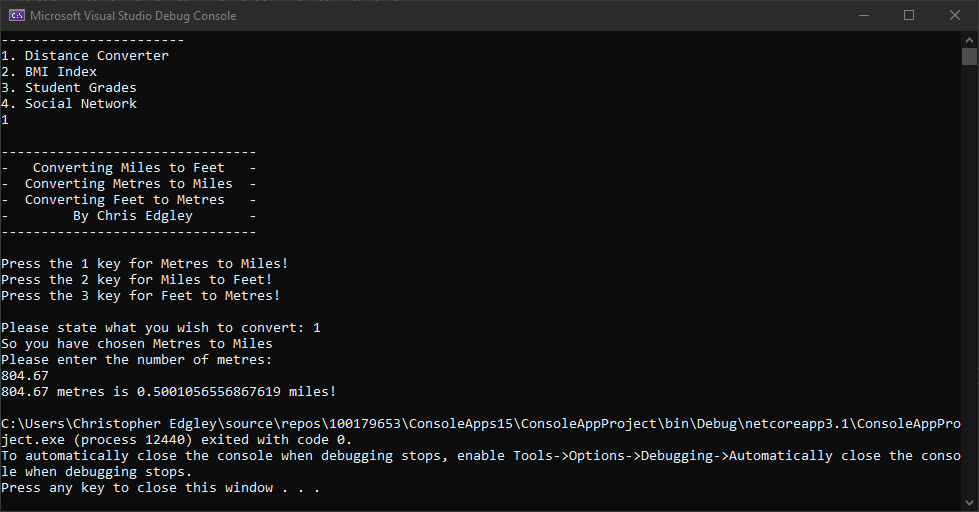 Microsoft Visual Studio Debug Console
-----------------------
1. Distance Converter
2. BMI Index
3. Student Grades
4. Social Network
1
--------------------------------
-   Converting Miles to Feet   -
-  Converting Metres to Miles  -
-  Converting Feet to Metres   -
-        By Chris Edgley       -
--------------------------------
Press the 1 key for Metres to Miles!
Press the 2 key for Miles to Feet!
Press the 3 key for Feet to Metres!
Please state what you wish to convert: 1
So you have chosen Metres to Miles
Please enter the number of metres:
804.67
804.67 metres is 0.5001056556867619 miles!
C:\Users\Christopher Edgley\source\repos\100179653\ConsoleApps15\ConsoleAppProject\bin\Debug\netcoreapp3.1\ConsoleAppPro
ject.exe (process 12440) exited with code 0.
To automatically close the console when debugging stops, enable Tools->Options->Debugging->Automatically close the conso
le when debugging stops.
Press any key to close this window . . .